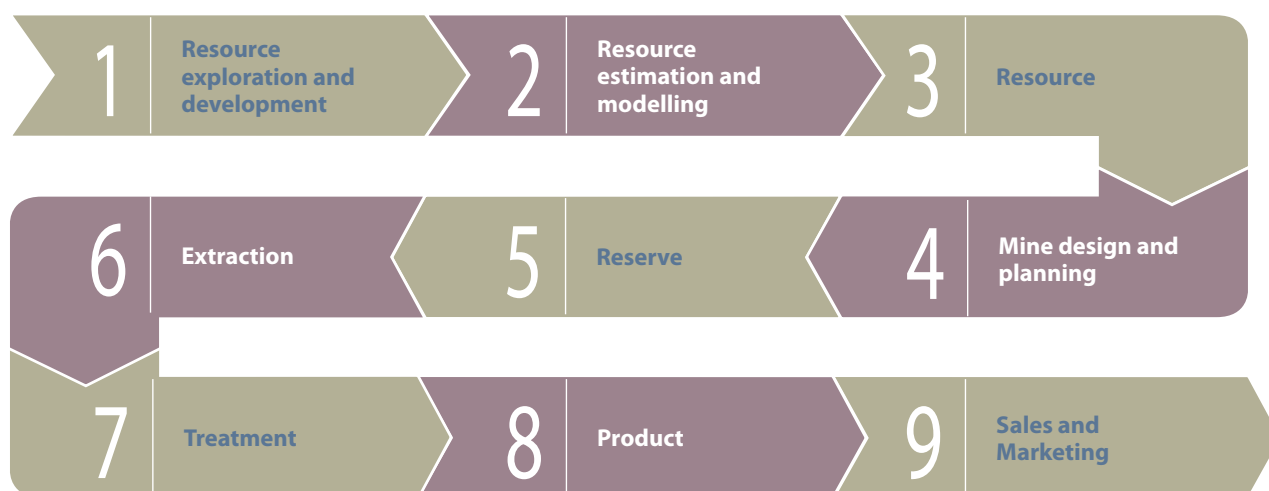 1
Resource
exploration and
development
2
Resource
estimation and
modelling
3
Resource
4
Mine design and
planning
5
Reserve
6
Extraction
7
Treatment
8
Product
9
Sales and
Marketing